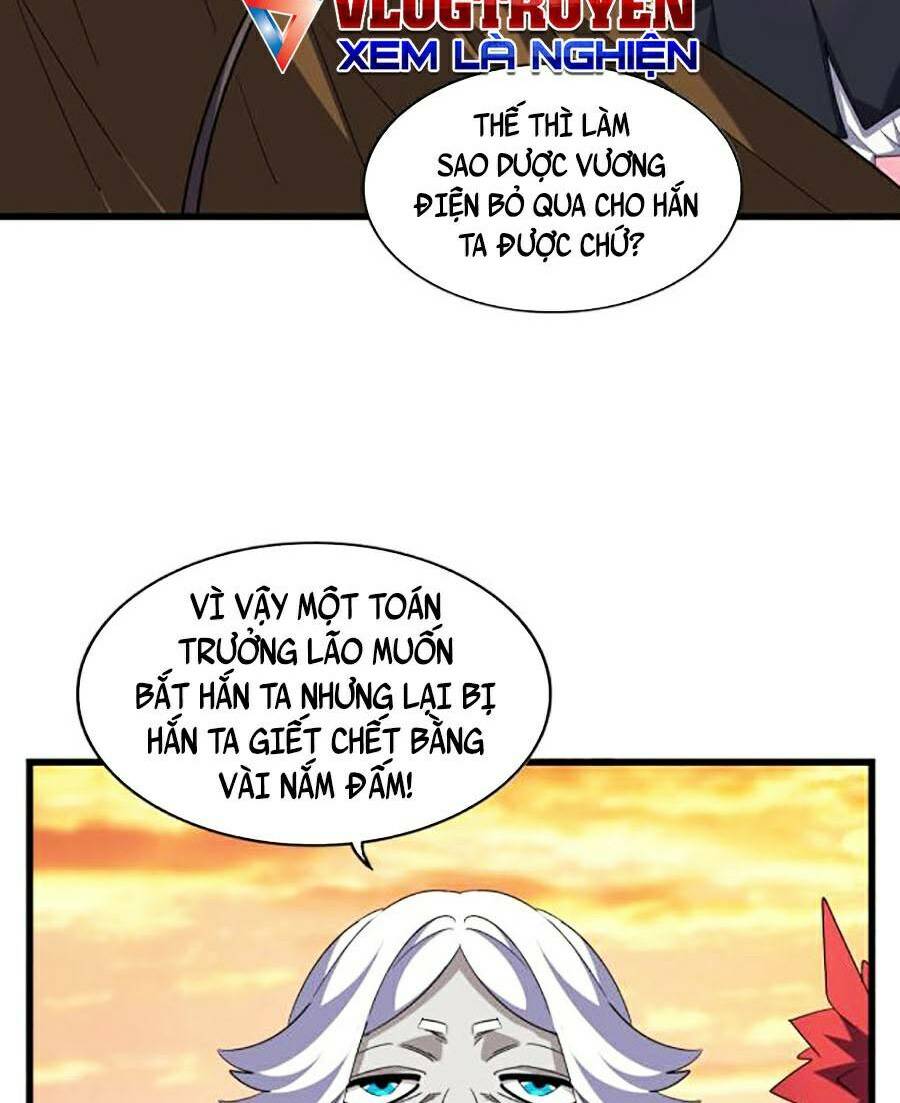 VLOGTRUYEN
XEM LÀ NGHIỆN
THẾ THÌ LÀM
SAO DƯỢC VƯƠNG
ĐIỆN BỎ QUA CHO HẮN
TA ĐƯỢC CHỨ?
VÌ VẬY MỘT TOÁN
TRƯỞNG LÃO MUỐN
BẮT HẮN TA NHƯNG LẠI BỊ
HẮN TA GIẾT CHẾT BẰNG
VÀI NẮM ĐẤM!